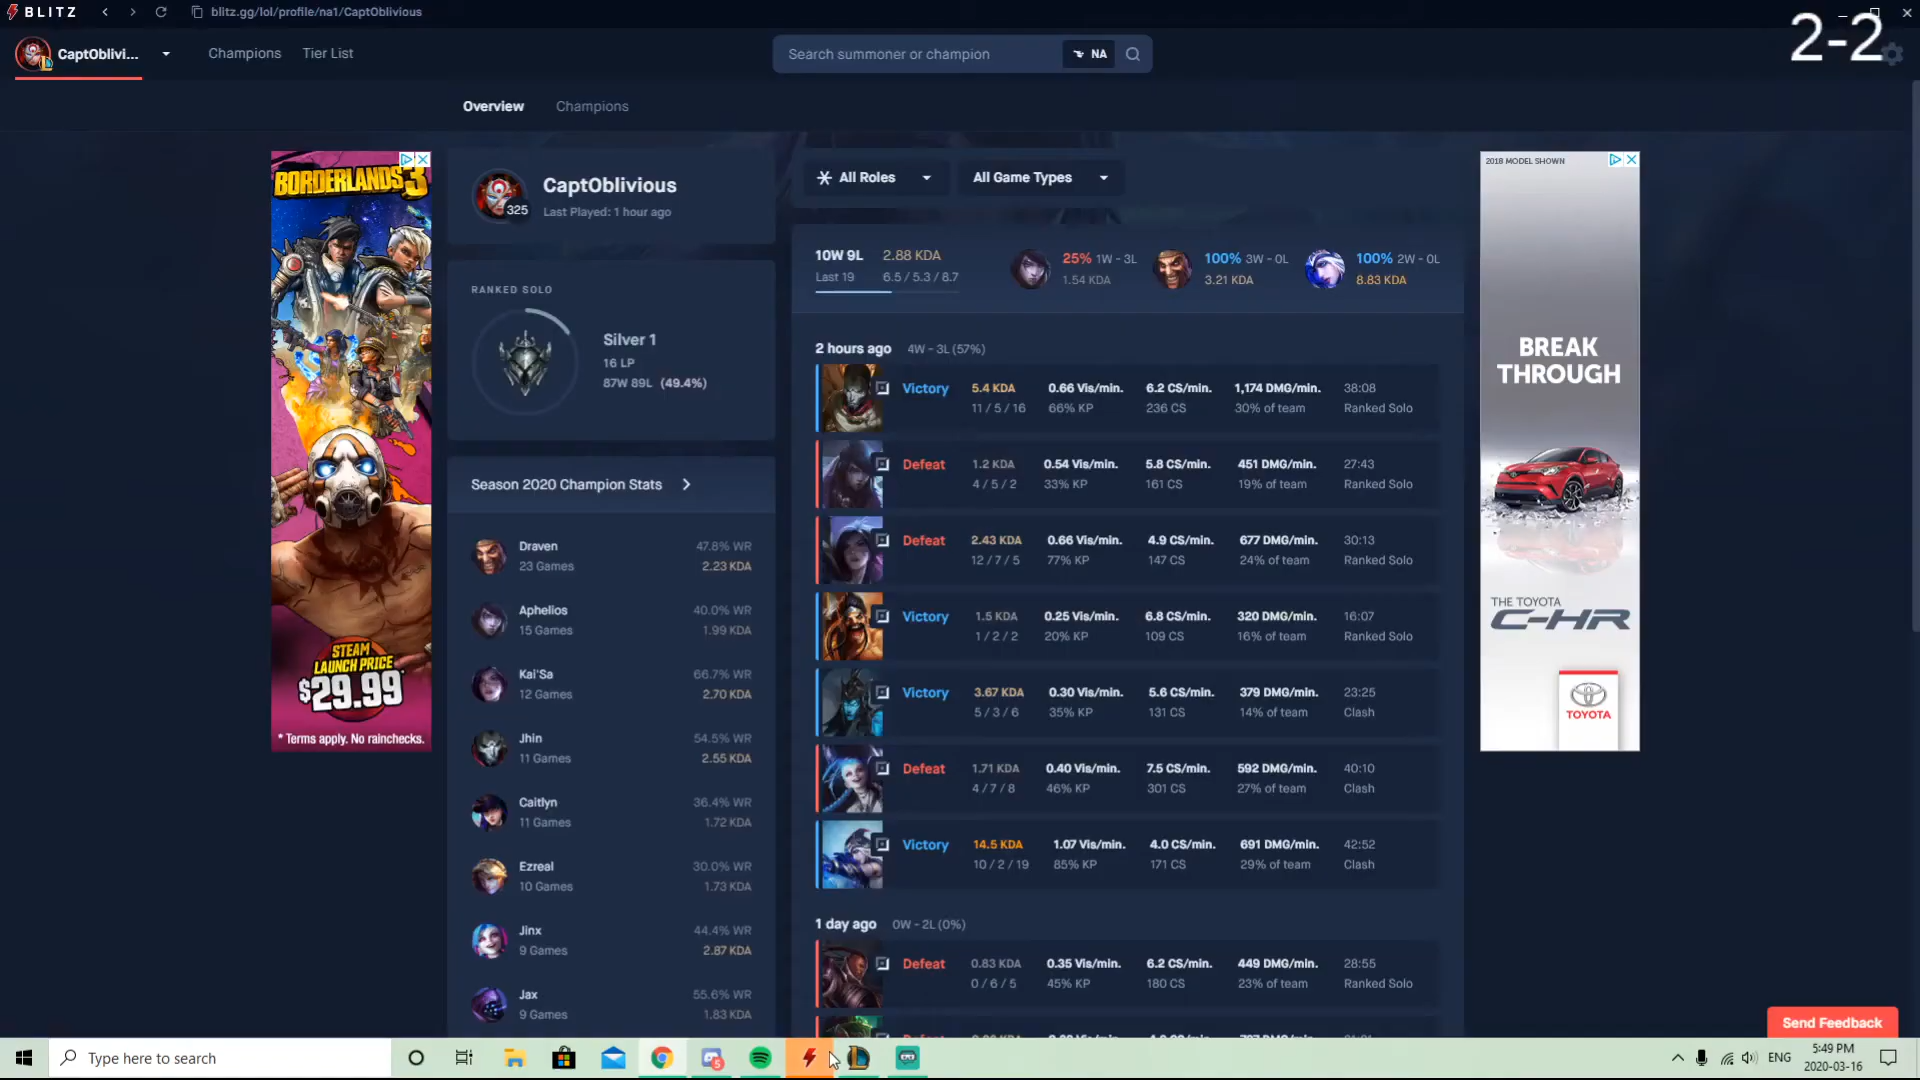 BLITZ
blitz.gg/lol/profile/na1/CaptOblivious
2-2
CaptOblivi...
Champions
Tier List
Search summoner or champion
NA
Overview
Champions
BORDERLANDS 3
STEAM
LAUNCH PRICE
$29.99*
* Terms apply. No rainchecks.
325
CaptOblivious
Last Played: 1 hour ago
RANKED SOLO
Silver 1
16 LP
87W 89L (49.4%)
Season 2020 Champion Stats
Draven 47.8% WR
23 Games 2.23 KDA
Aphelios 40.0% WR
15 Games 1.99 KDA
Kai'Sa 66.7% WR
12 Games 2.70 KDA
Jhin 54.5% WR
11 Games 2.55 KDA
Caitlyn 36.4% WR
11 Games 1.72 KDA
Ezreal 30.0% WR
10 Games 1.73 KDA
Jinx 44.4% WR
9 Games 2.87 KDA
Jax 55.6% WR
9 Games 1.83 KDA
All Roles
All Game Types
10W 9L 2.88 KDA
Last 19 6.5 / 5.3 / 8.7
25% 1W - 3L
1.54 KDA
100% 3W - 0L
3.21 KDA
100% 2W - 0L
8.83 KDA
2 hours ago 4W - 3L (57%)
Victory 5.4 KDA 0.66 Vis/min. 6.2 CS/min. 1,174 DMG/min. 38:08
11 / 5 / 16 66% KP 236 CS 30% of team Ranked Solo
Defeat 1.2 KDA 0.54 Vis/min. 5.8 CS/min. 451 DMG/min. 27:43
4 / 5 / 2 33% KP 161 CS 19% of team Ranked Solo
Defeat 2.43 KDA 0.66 Vis/min. 4.9 CS/min. 677 DMG/min. 30:13
12 / 7 / 5 77% KP 147 CS 24% of team Ranked Solo
Victory 1.5 KDA 0.25 Vis/min. 6.8 CS/min. 320 DMG/min. 16:07
1 / 2 / 2 20% KP 109 CS 16% of team Ranked Solo
Victory 3.67 KDA 0.30 Vis/min. 5.6 CS/min. 379 DMG/min. 23:25
5 / 3 / 6 35% KP 131 CS 14% of team Clash
Defeat 1.71 KDA 0.40 Vis/min. 7.5 CS/min. 592 DMG/min. 40:10
4 / 7 / 8 46% KP 301 CS 27% of team Clash
Victory 14.5 KDA 1.07 Vis/min. 4.0 CS/min. 691 DMG/min. 42:52
10 / 2 / 19 85% KP 171 CS 29% of team Clash
1 day ago 0W - 2L (0%)
Defeat 0.83 KDA 0.35 Vis/min. 6.2 CS/min. 449 DMG/min. 28:55
0 / 6 / 5 45% KP 180 CS 23% of team Ranked Solo
2018 MODEL SHOWN
BREAK
THROUGH
THE TOYOTA
C-HR
TOYOTA
Send Feedback
Type here to search
5
ENG
5:49 PM
2020-03-16